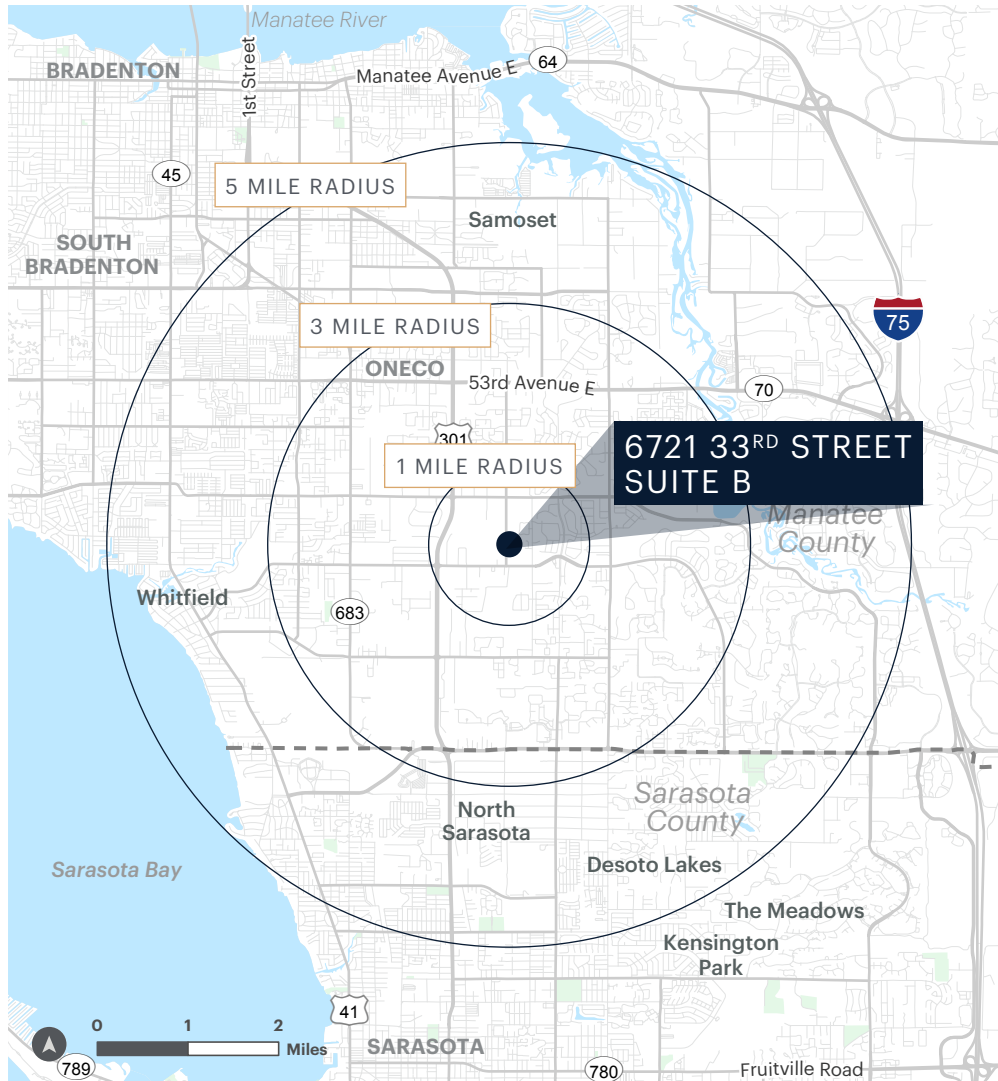 Manatee River
BRADENTON
1st Street
Manatee Avenue E
64
45
5 MILE RADIUS
Samoset
SOUTH
BRADENTON
3 MILE RADIUS
75
ONECO
53rd Avenue E
70
301
1 MILE RADIUS
6721 33RD STREET
SUITE B
Manatee
County
Whitfield
683
Sarasota
County
North
Sarasota
Desoto Lakes
Sarasota Bay
The Meadows
Kensington
Park
41
0 1 2
Miles
SARASOTA
789
780
Fruitville Road